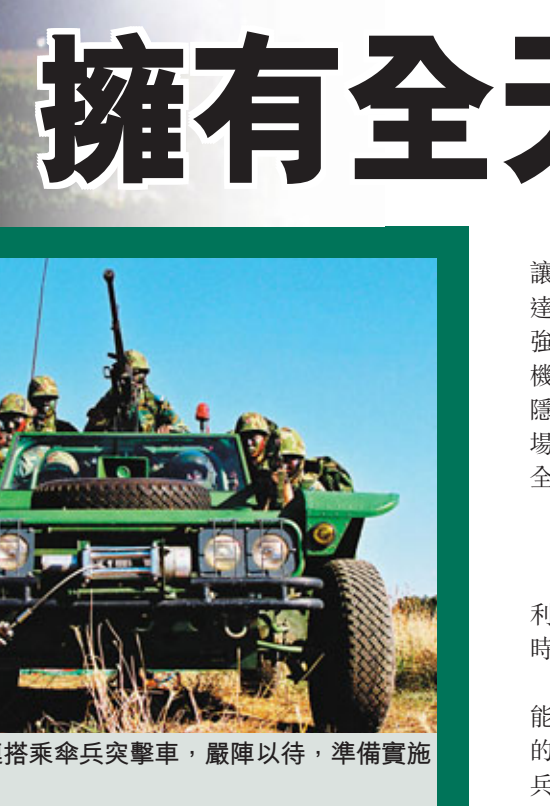 擁有全天
搭乘傘兵突擊車，嚴陣以待，準備實施
讓
達
強
機
隱
場
全
利
時
能
的
兵